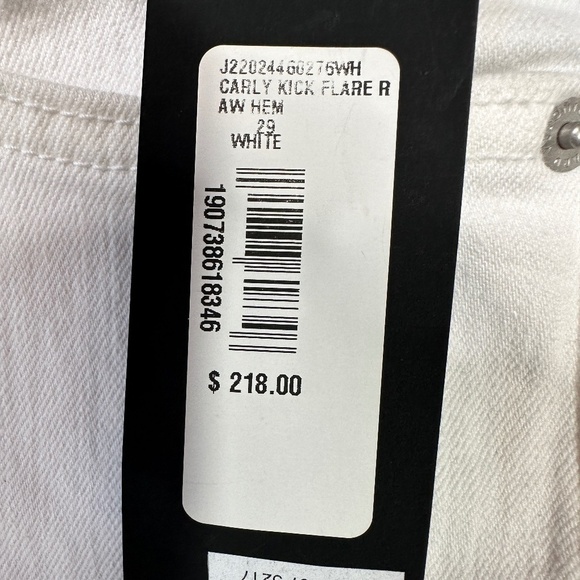 J22024460276WH
CARLY KICK FLARE R
AW HEM
29
WHITE
190738618346
$ 218.00